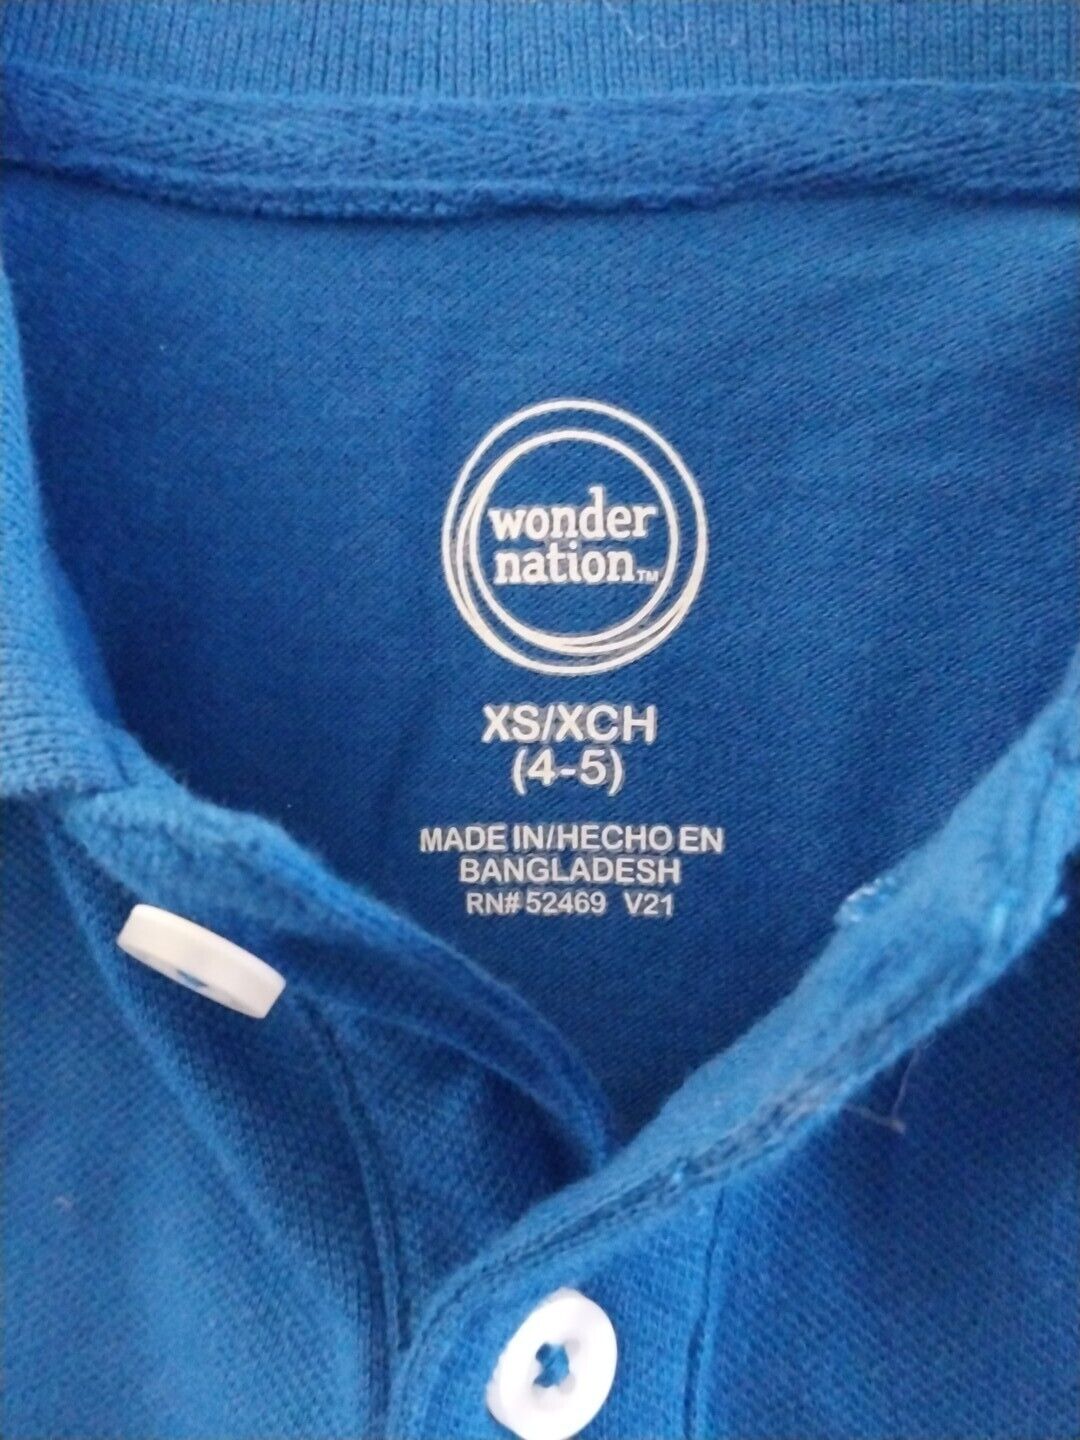 wonder
nation™
XS/XCH
(4-5)
MADE IN/HECHO EN
BANGLADESH
RN# 52469 V21